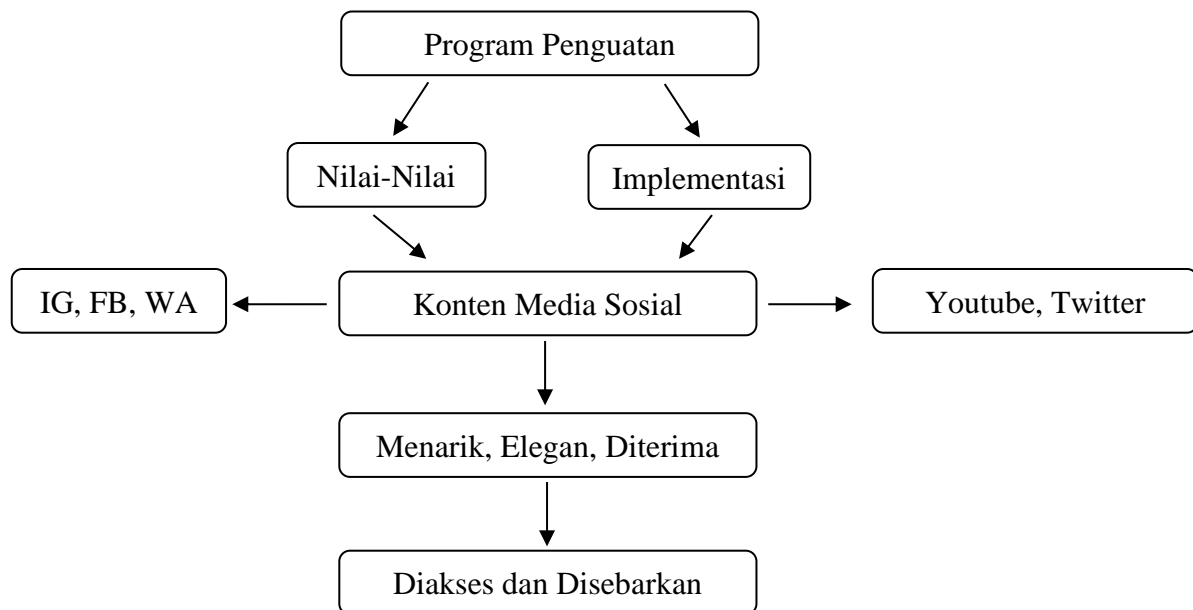 Program Penguatan
Nilai-Nilai
Implementasi
IG, FB, WA
Konten Media Sosial
Youtube, Twitter
Menarik, Elegan, Diterima
Diakses dan Disebarkan